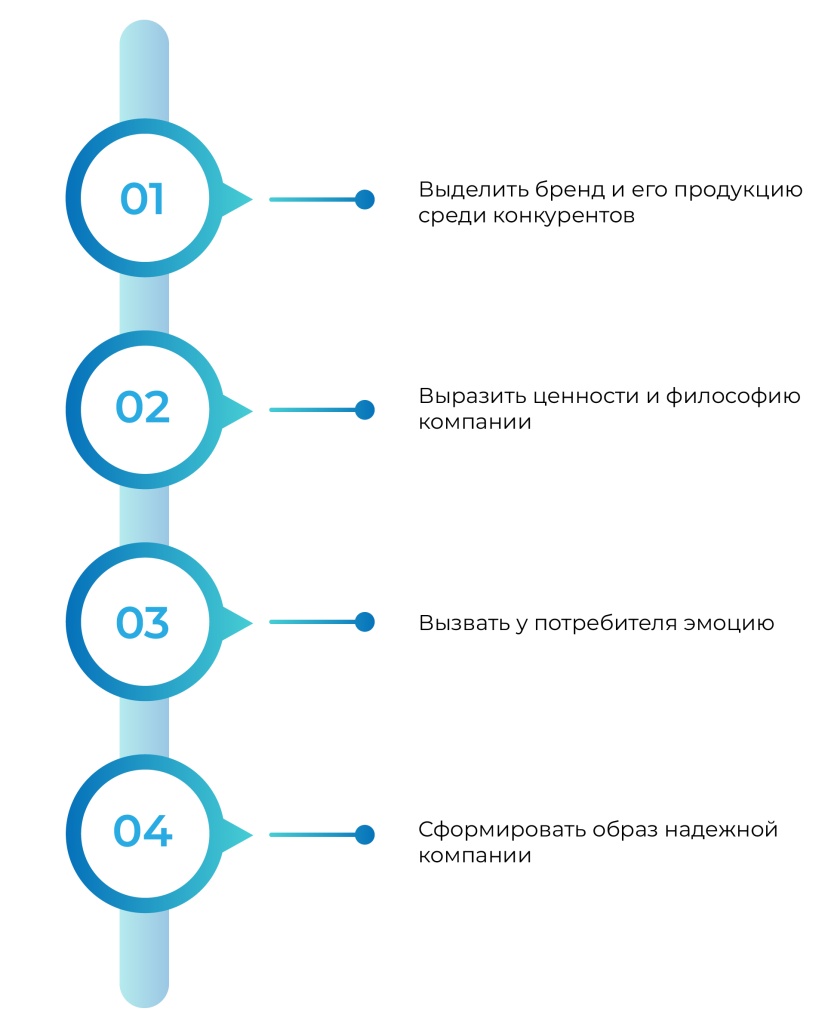 01
Выделить бренд и его продукцию
среди конкурентов
02
Выразить ценности и философию
компании
03
Вызвать у потребителя эмоцию
04
Сформировать образ надежной
компании